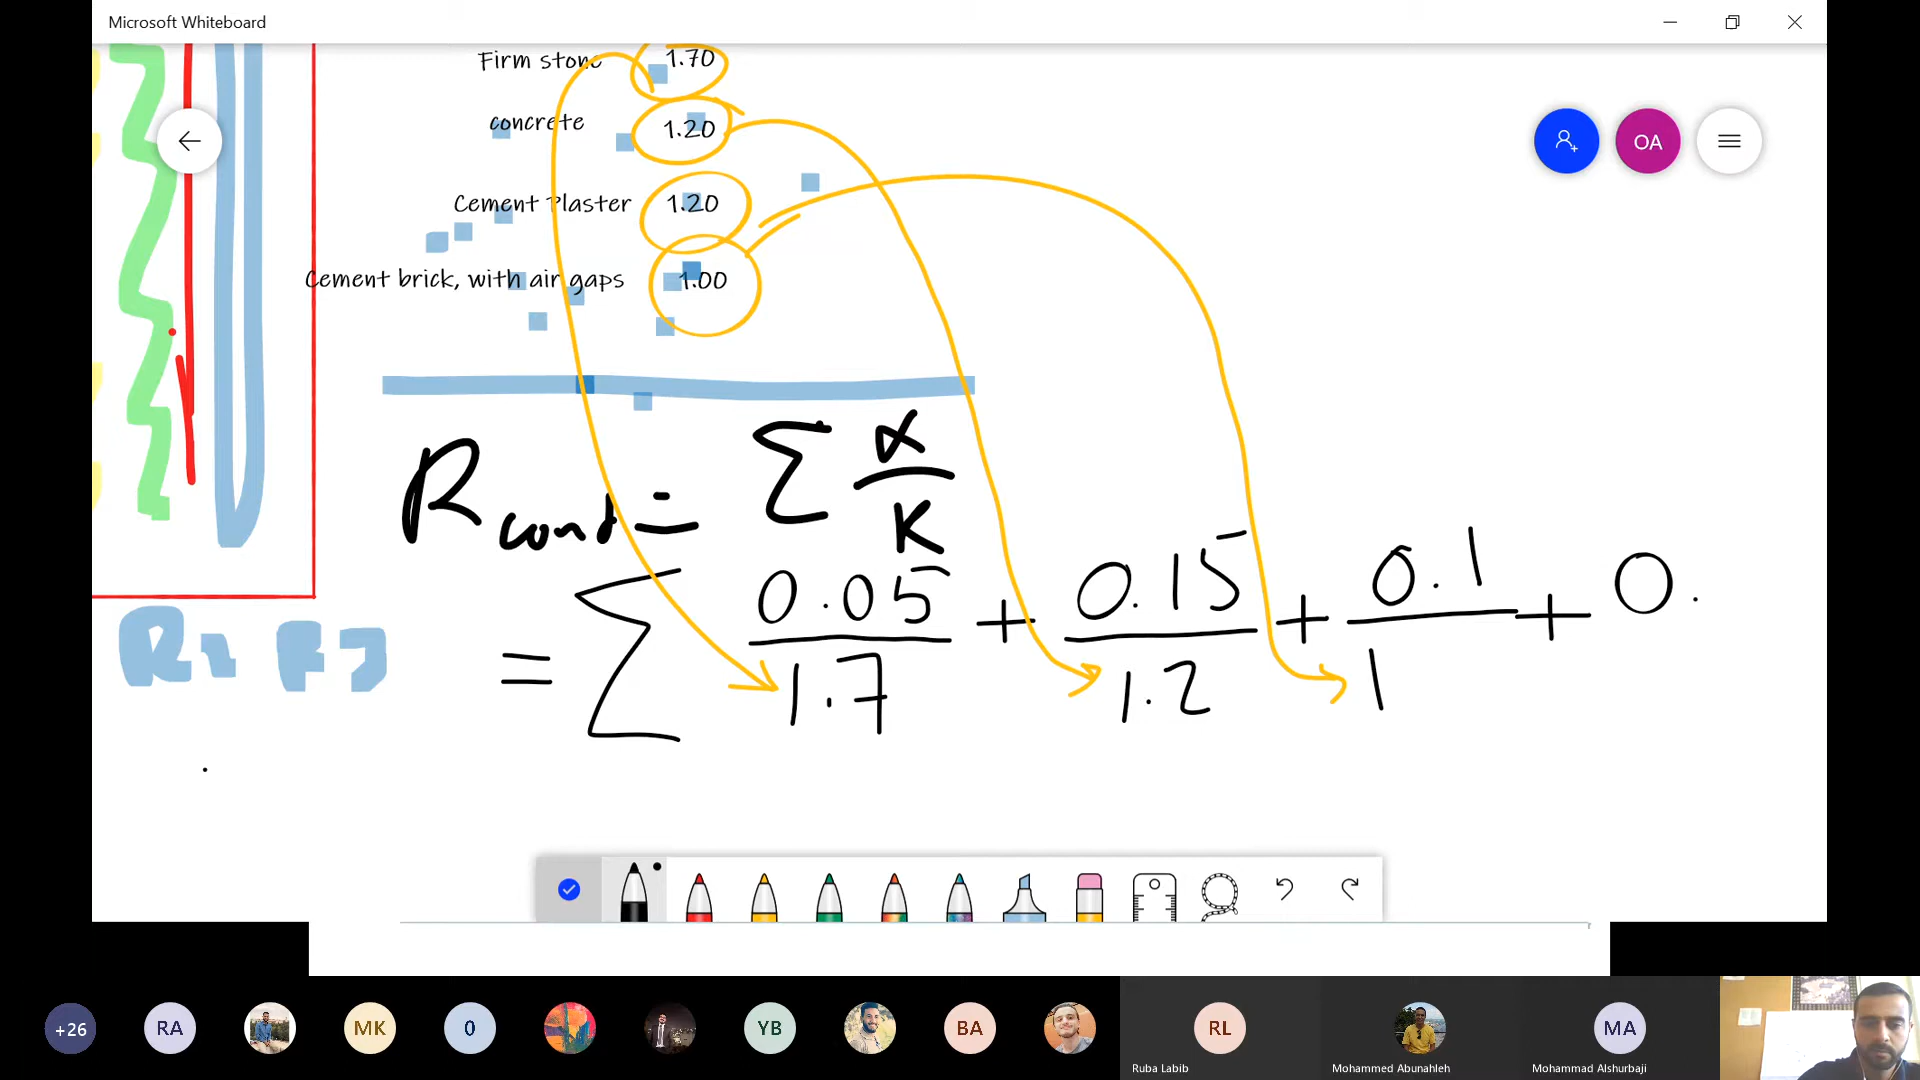 Microsoft Whiteboard
Firm stone 1.70
concrete 1.20
Cement Plaster 1.20
Cement brick, with air gaps 1.00
OA
R cond = Σ x/K
= Σ 0.05/1.7 + 0.15/1.2 + 0.1/1 + 0.
+26
RA
MK
0
YB
BA
RL
MA
Ruba Labib
Mohammed Abunahleh
Mohammad Alshurbaji